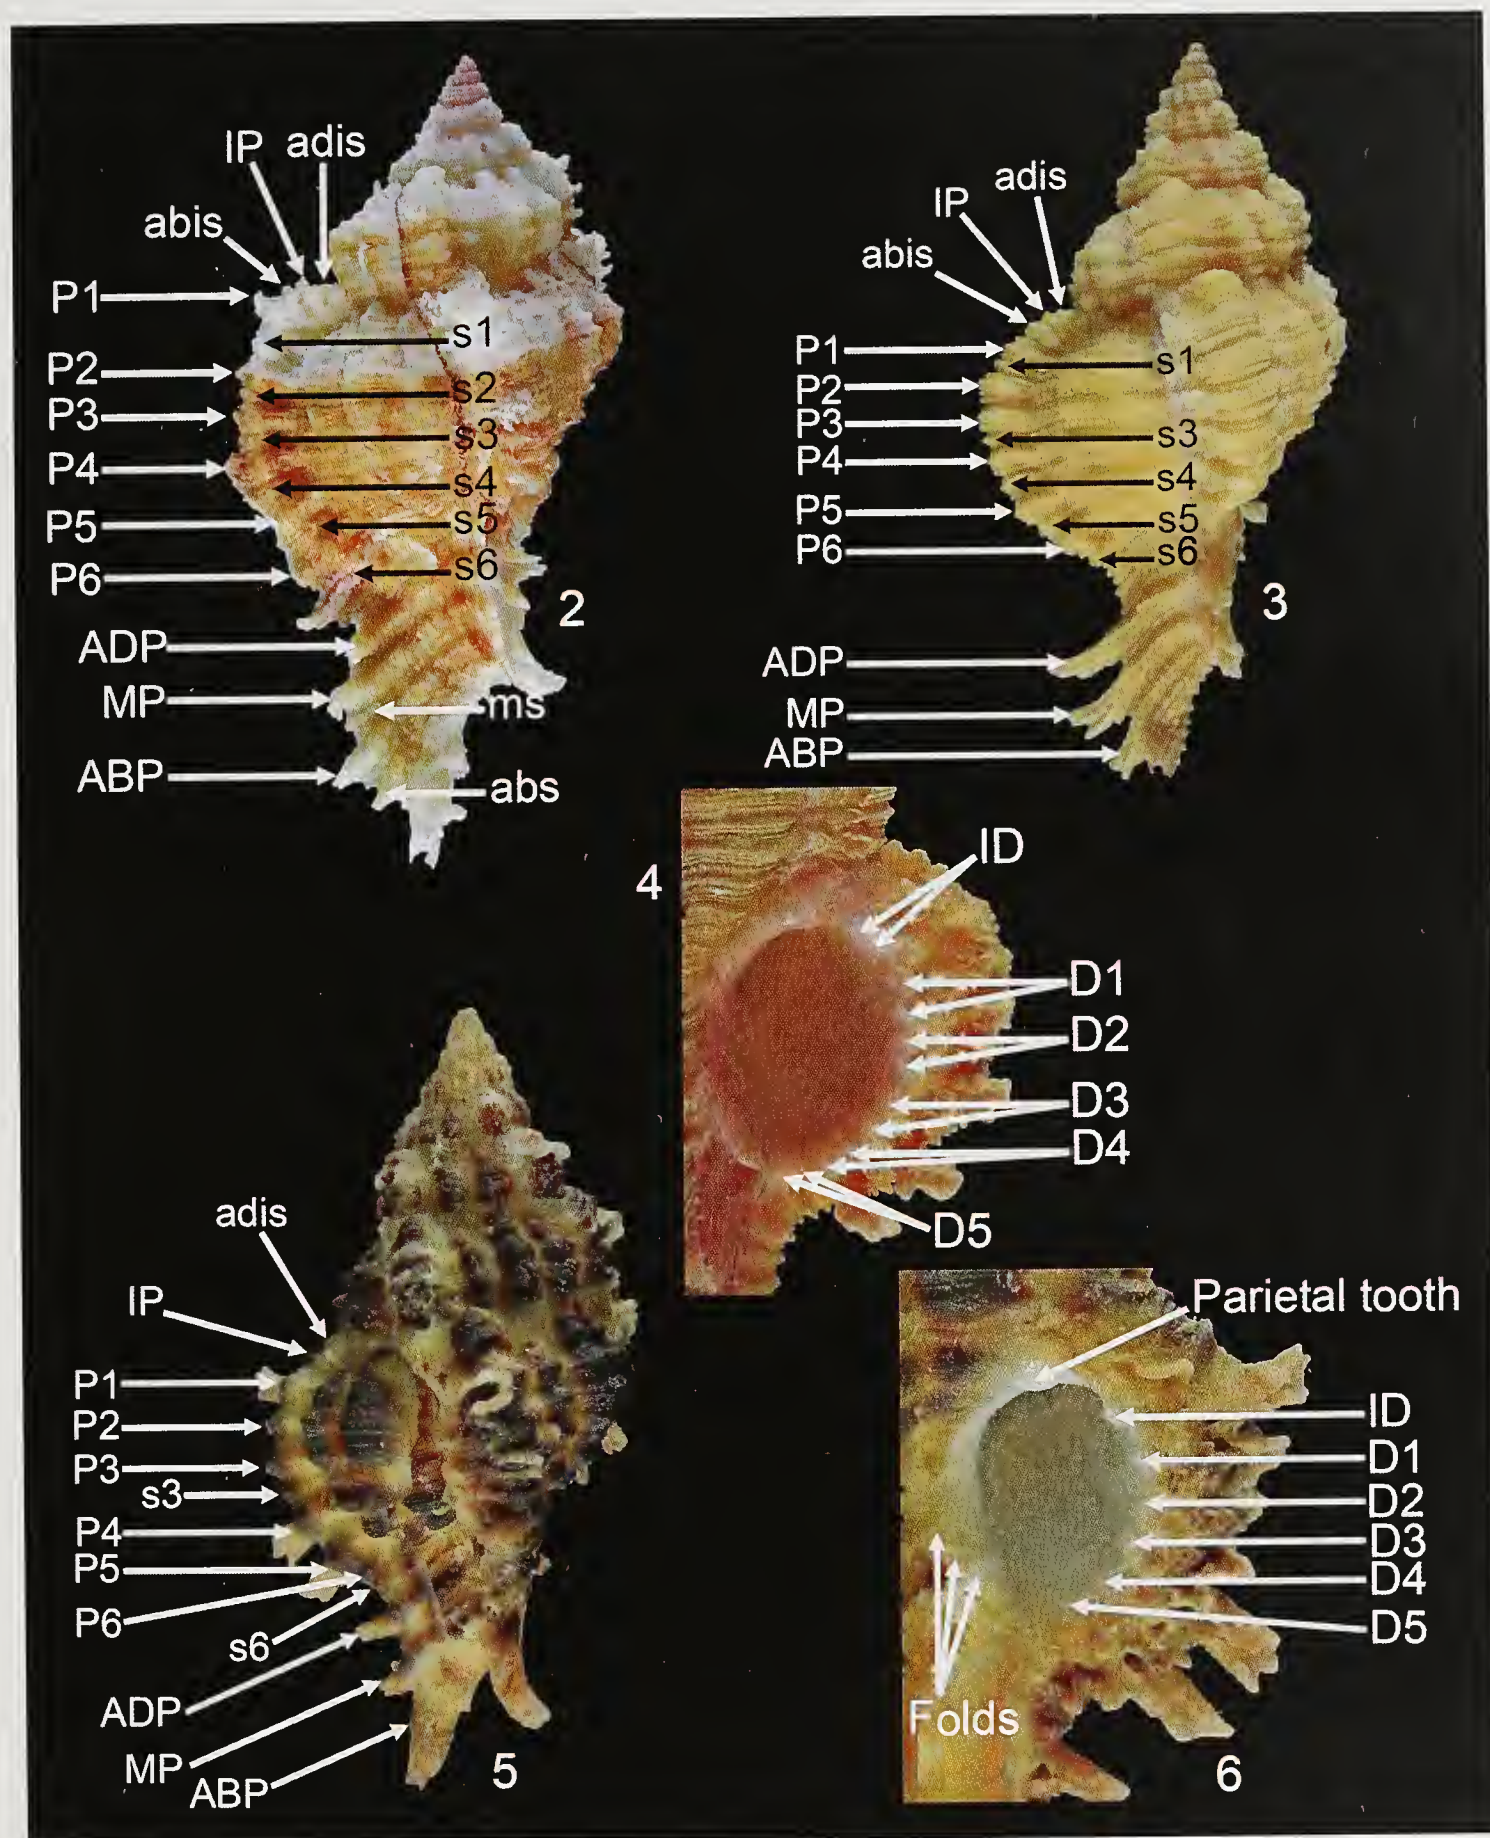 IP adis
abis
P1
s1
P2
s2
P3
s3
P4
s4
P5
s5
P6
s6
2
ADP
MP
ms
ABP
abs
adis
IP
abis
P1
s1
P2
P3
s3
P4
s4
P5
s5
P6
s6
3
ADP
MP
ABP
4
ID
D1
D2
D3
D4
D5
adis
IP
P1
P2
P3
s3
P4
P5
P6
s6
ADP
MP
ABP
5
Parietal tooth
ID
D1
D2
D3
D4
D5
Folds
6